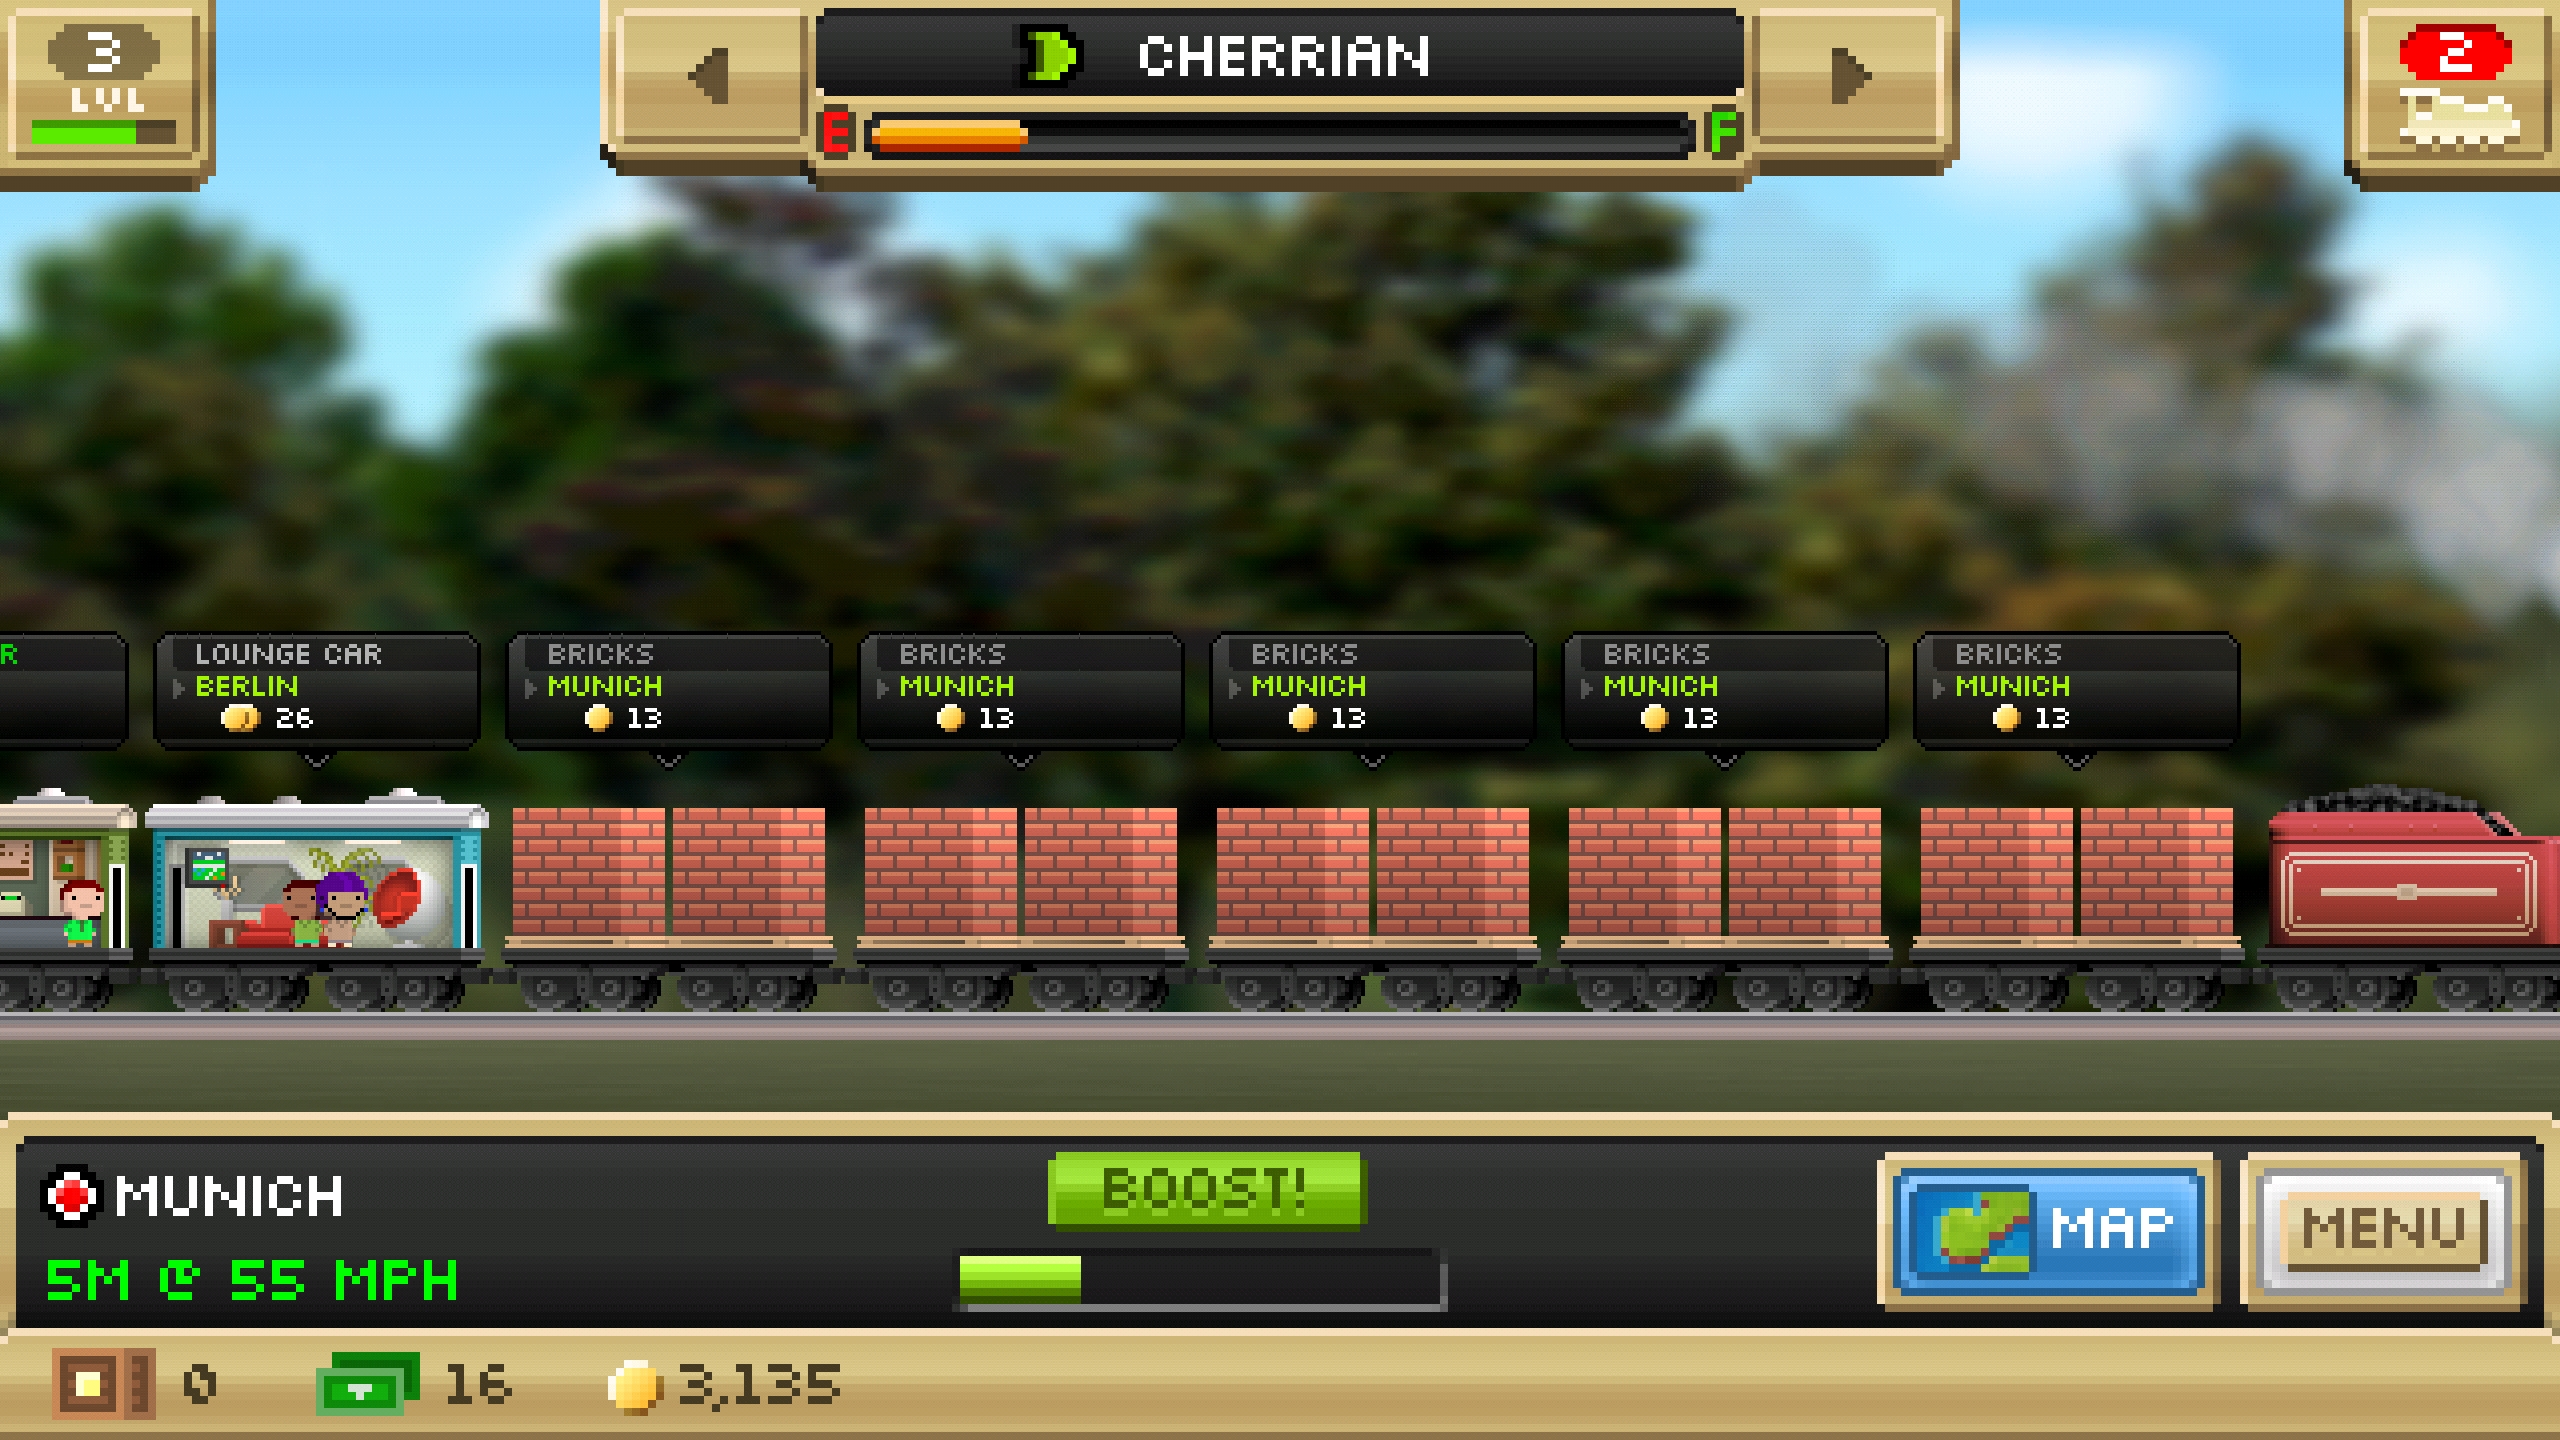 3
LVL
CHERRIAN
E F
2
R
LOUNGE CAR
BERLIN
26
BRICKS
MUNICH
13
BRICKS
MUNICH
13
BRICKS
MUNICH
13
BRICKS
MUNICH
13
BRICKS
MUNICH
13
MUNICH
5M @ 55 MPH
BOOST!
MAP
MENU
0 16 3,135